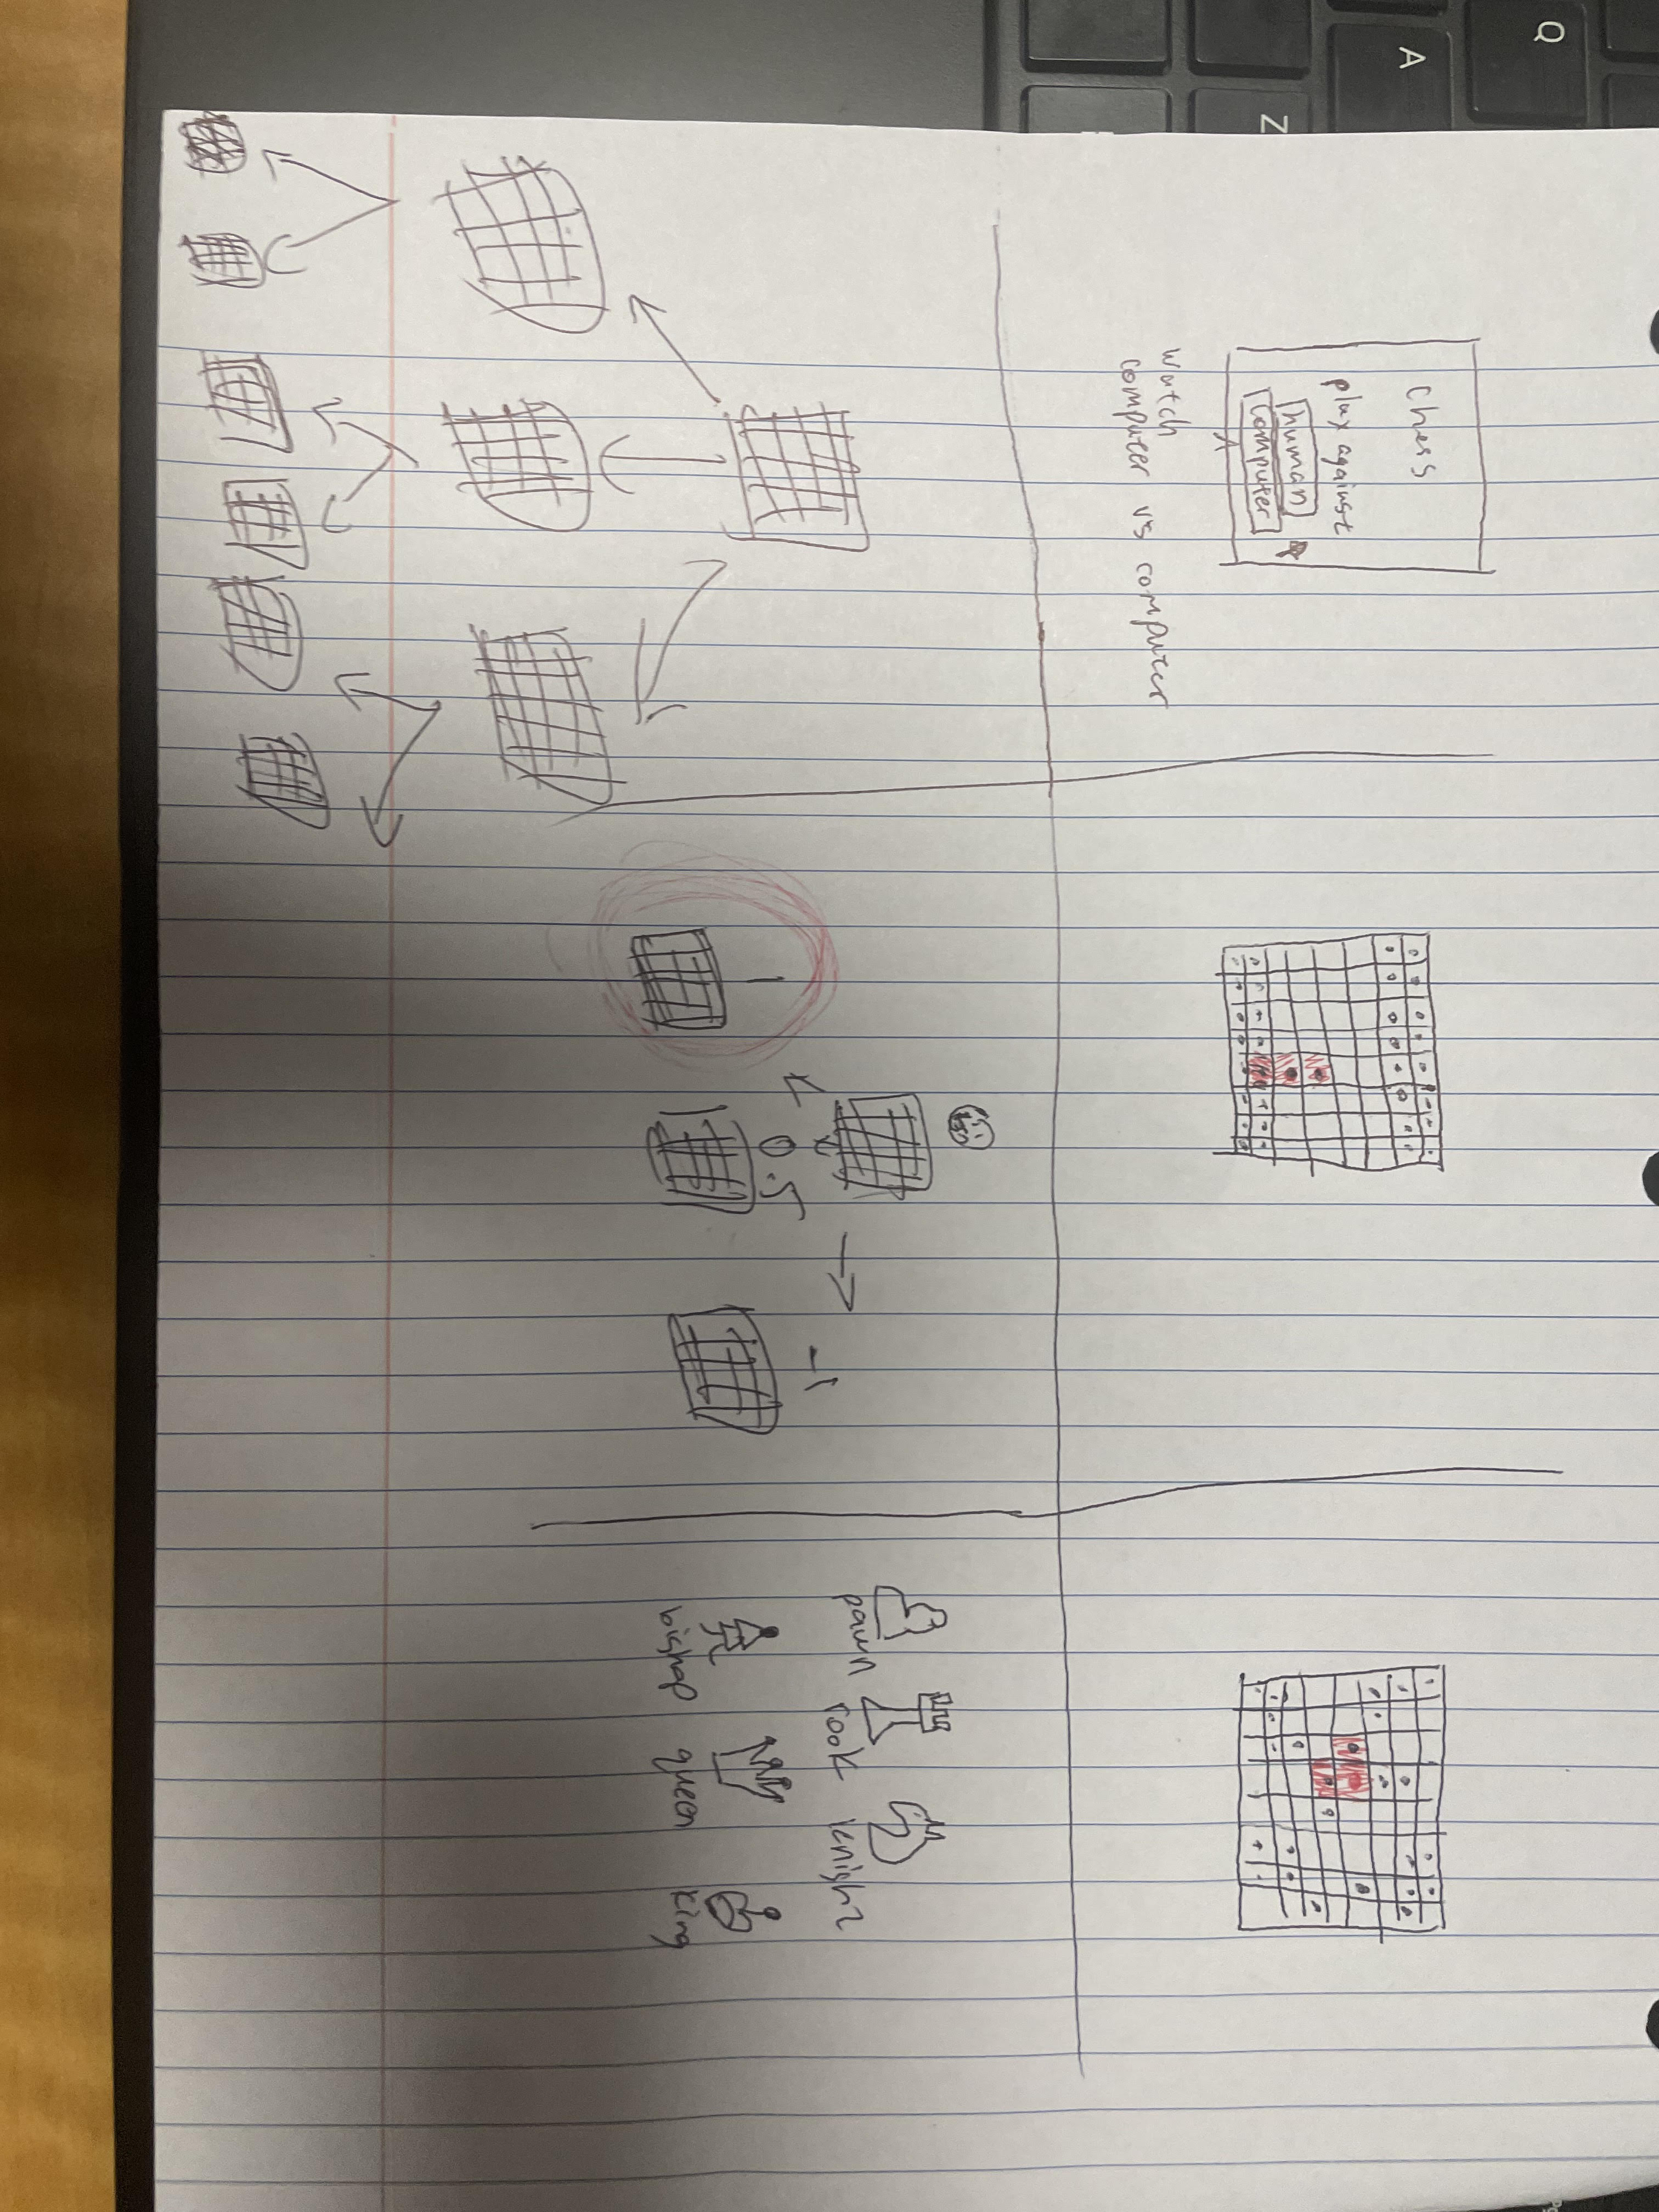 Chess
play against
human
computer
Watch
computer vs computer
1
0.5
-1
pawn rook knight
bishop queen king
Q
A
Z